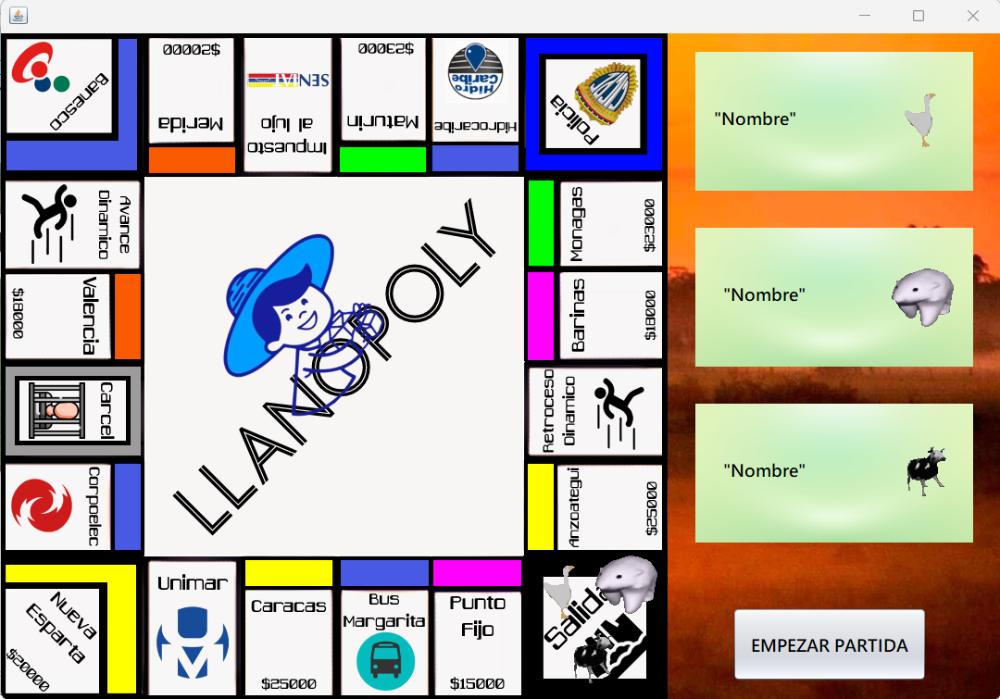 Banesco
$20000
Merida
SENIAT
Impuesto
al lujo
$23000
Maturin
Hidro
Caribe
Hidrocaribe
Policia
"Nombre"
Avance
Dinamico
Monagas
$23000
Valencia
$18000
LLANOPOLY
Barinas
$18000
"Nombre"
Carcel
Retroceso
Dinamico
Corpoelec
Anzoategui
$25000
"Nombre"
Nueva
Esparta
$20000
Unimar
Caracas
$25000
Bus
Margarita
Punto
Fijo
$15000
Salida
EMPEZAR PARTIDA